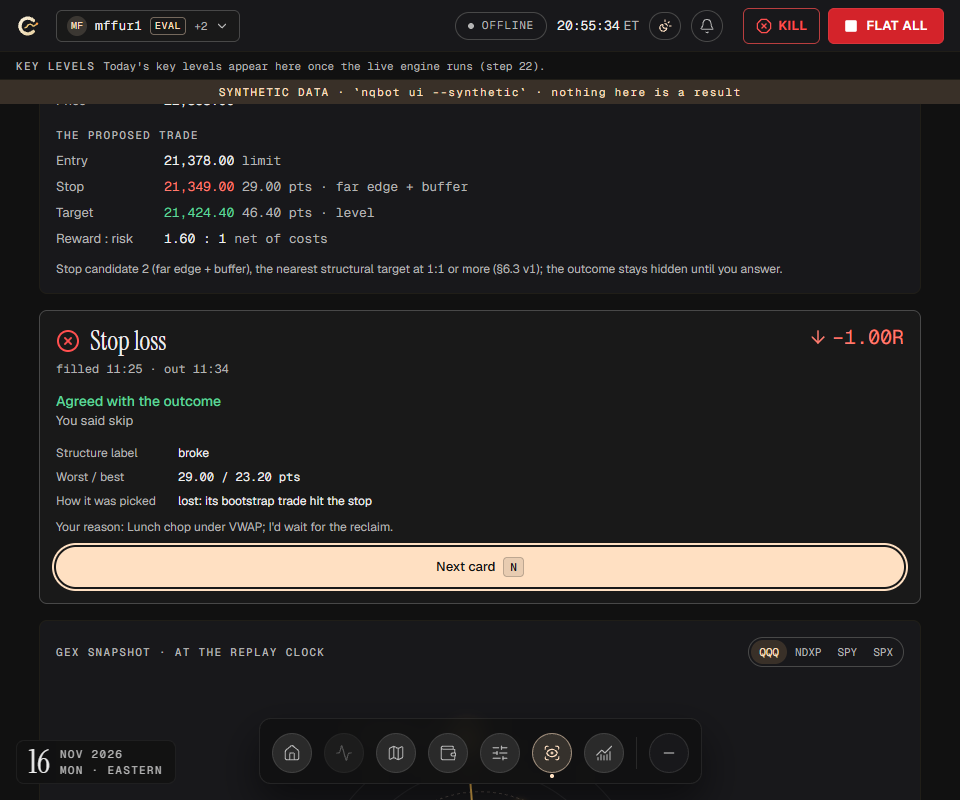 MF mffur1 EVAL +2
OFFLINE
20:55:34 ET
KILL
FLAT ALL
KEY LEVELS Today's key levels appear here once the live engine runs (step 22).
SYNTHETIC DATA · `nqbot ui --synthetic` · nothing here is a result
THE PROPOSED TRADE
Entry 21,378.00 limit
Stop 21,349.00 29.00 pts · far edge + buffer
Target 21,424.40 46.40 pts · level
Reward : risk 1.60 : 1 net of costs
Stop candidate 2 (far edge + buffer), the nearest structural target at 1:1 or more (§6.3 v1); the outcome stays hidden until you answer.
Stop loss
−1.00R
filled 11:25 · out 11:34
Agreed with the outcome
You said skip
Structure label broke
Worst / best 29.00 / 23.20 pts
How it was picked lost: its bootstrap trade hit the stop
Your reason: Lunch chop under VWAP; I'd wait for the reclaim.
Next card N
GEX SNAPSHOT · AT THE REPLAY CLOCK
QQQ NDXP SPY SPX
16 NOV 2026
MON · EASTERN